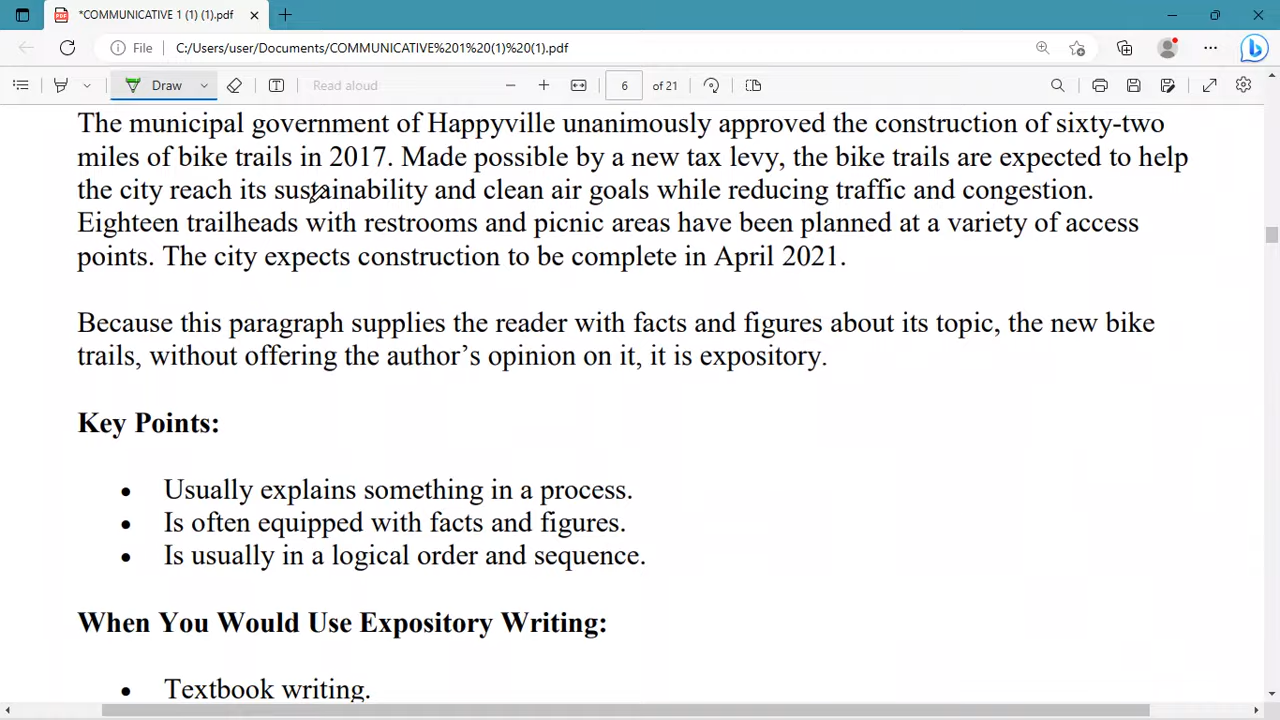 *COMMUNICATIVE 1 (1) (1).pdf
File C:/Users/user/Documents/COMMUNICATIVE%201%20(1)%20(1).pdf
Draw Read aloud 6 of 21
The municipal government of Happyville unanimously approved the construction of sixty-two
miles of bike trails in 2017. Made possible by a new tax levy, the bike trails are expected to help
the city reach its sustainability and clean air goals while reducing traffic and congestion.
Eighteen trailheads with restrooms and picnic areas have been planned at a variety of access
points. The city expects construction to be complete in April 2021.
Because this paragraph supplies the reader with facts and figures about its topic, the new bike
trails, without offering the author’s opinion on it, it is expository.
Key Points:
• Usually explains something in a process.
• Is often equipped with facts and figures.
• Is usually in a logical order and sequence.
When You Would Use Expository Writing:
• Textbook writing.